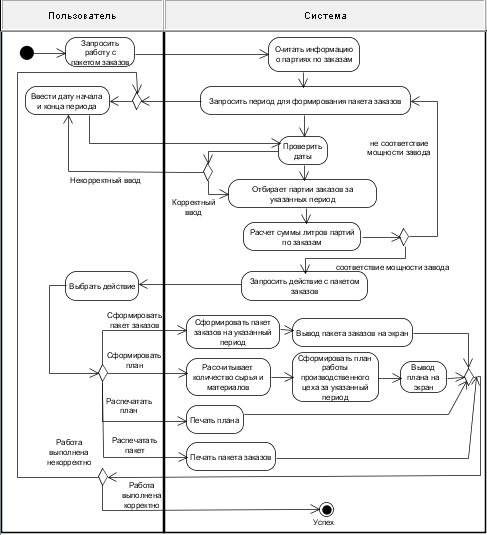 Пользователь
Система
Запросить
работу с
пакетом заказов
Считать информацию
о партиях по заказам
Ввести дату начала
и конца периода
Запросить период для формирования пакета заказов
не соответствие
мощности завода
Проверить
даты
Некорректный ввод
Корректный
ввод
Отбирает партии заказов за
указанных период
Расчет суммы литров партий
по заказам
соответствие мощности завода
Выбрать действие
Запросить действие с пакетом
заказов
Сформировать
пакет заказов
Сформировать пакет
заказов на указанный
период
Вывод пакета заказов на экран
Сформировать
план
Рассчитывает
количество сырья и
материалов
Сформировать план
работы
производственного
цеха за указанный
период
Вывод
плана на
экран
Распечатать
план
Печать плана
Распечатать
пакет
Печать пакета заказов
Работа
выполнена
некорректно
Работа
выполнена
корректно
Успех